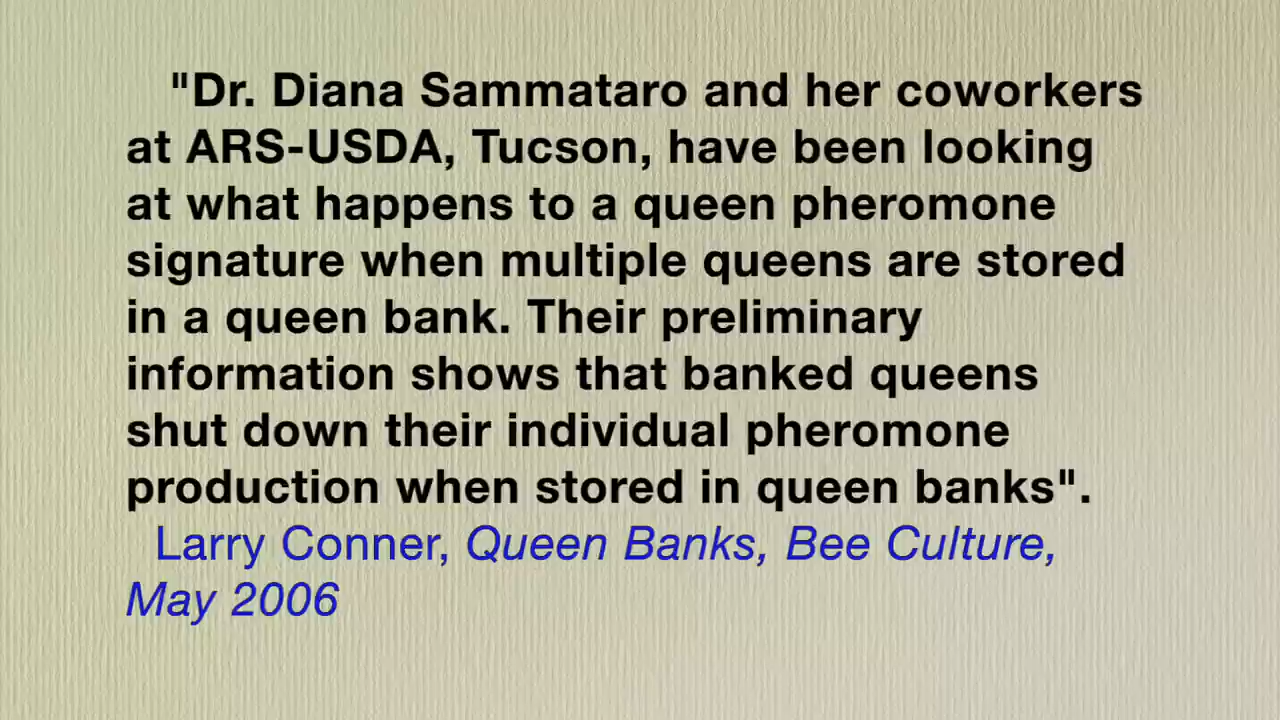 "Dr. Diana Sammataro and her coworkers
at ARS-USDA, Tucson, have been looking
at what happens to a queen pheromone
signature when multiple queens are stored
in a queen bank. Their preliminary
information shows that banked queens
shut down their individual pheromone
production when stored in queen banks".
Larry Conner, Queen Banks, Bee Culture,
May 2006